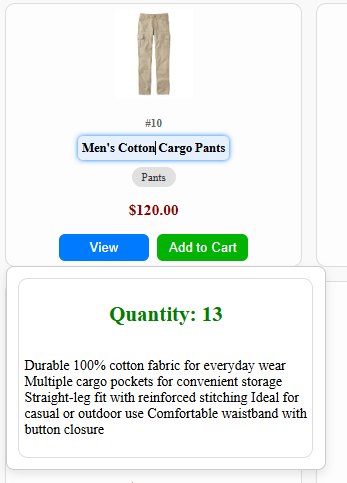 #10
Men's Cotton Cargo Pants
Pants
$120.00
View
Add to Cart
Quantity: 13
Durable 100% cotton fabric for everyday wear
Multiple cargo pockets for convenient storage
Straight-leg fit with reinforced stitching Ideal for
casual or outdoor use Comfortable waistband with
button closure